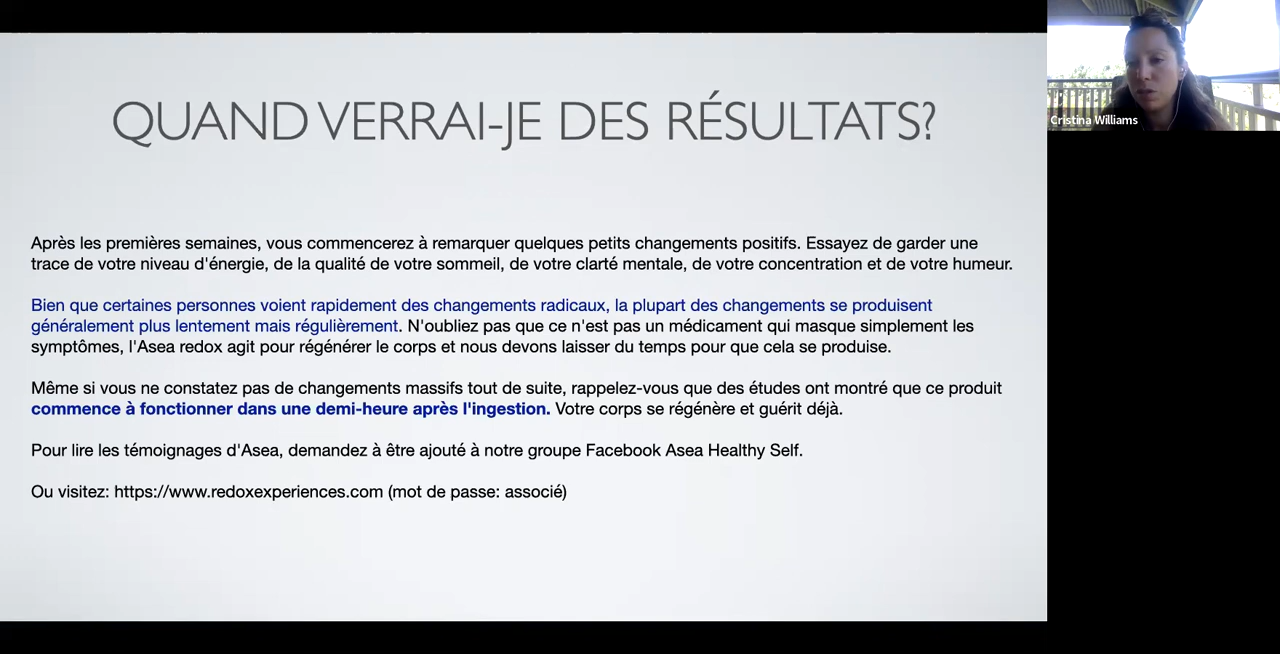 QUAND VERRAI-JE DES RÉSULTATS?
Après les premières semaines, vous commencerez à remarquer quelques petits changements positifs. Essayez de garder une
trace de votre niveau d'énergie, de la qualité de votre sommeil, de votre clarté mentale, de votre concentration et de votre humeur.
Bien que certaines personnes voient rapidement des changements radicaux, la plupart des changements se produisent
généralement plus lentement mais régulièrement. N'oubliez pas que ce n'est pas un médicament qui masque simplement les
symptômes, l'Asea redox agit pour régénérer le corps et nous devons laisser du temps pour que cela se produise.
Même si vous ne constatez pas de changements massifs tout de suite, rappelez-vous que des études ont montré que ce produit
commence à fonctionner dans une demi-heure après l'ingestion. Votre corps se régénère et guérit déjà.
Pour lire les témoignages d'Asea, demandez à être ajouté à notre groupe Facebook Asea Healthy Self.
Ou visitez: https://www.redoxexperiences.com (mot de passe: associé)
Cristina Williams